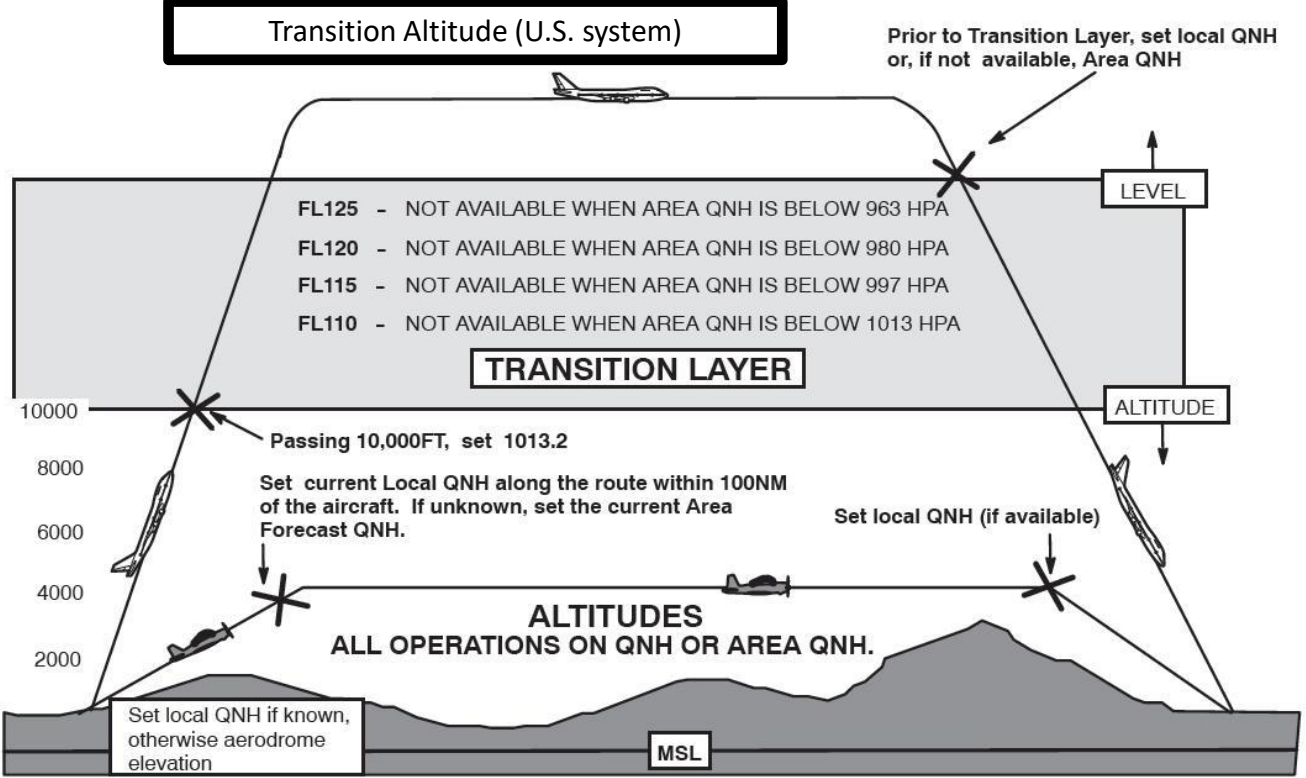 Transition Altitude (U.S. system)
Prior to Transition Layer, set local QNH
or, if not available, Area QNH
LEVEL
FL125 - NOT AVAILABLE WHEN AREA QNH IS BELOW 963 HPA
FL120 - NOT AVAILABLE WHEN AREA QNH IS BELOW 980 HPA
FL115 - NOT AVAILABLE WHEN AREA QNH IS BELOW 997 HPA
FL110 - NOT AVAILABLE WHEN AREA QNH IS BELOW 1013 HPA
TRANSITION LAYER
10000
ALTITUDE
Passing 10,000FT, set 1013.2
8000
Set current Local QNH along the route within 100NM
of the aircraft. If unknown, set the current Area
Forecast QNH.
Set local QNH (if available)
6000
4000
ALTITUDES
ALL OPERATIONS ON QNH OR AREA QNH.
2000
Set local QNH if known,
otherwise aerodrome
elevation
MSL